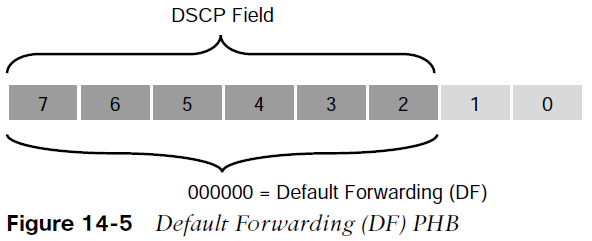 DSCP Field
7 6 5 4 3 2 1 0
000000 = Default Forwarding (DF)
Figure 14-5 Default Forwarding (DF) PHB